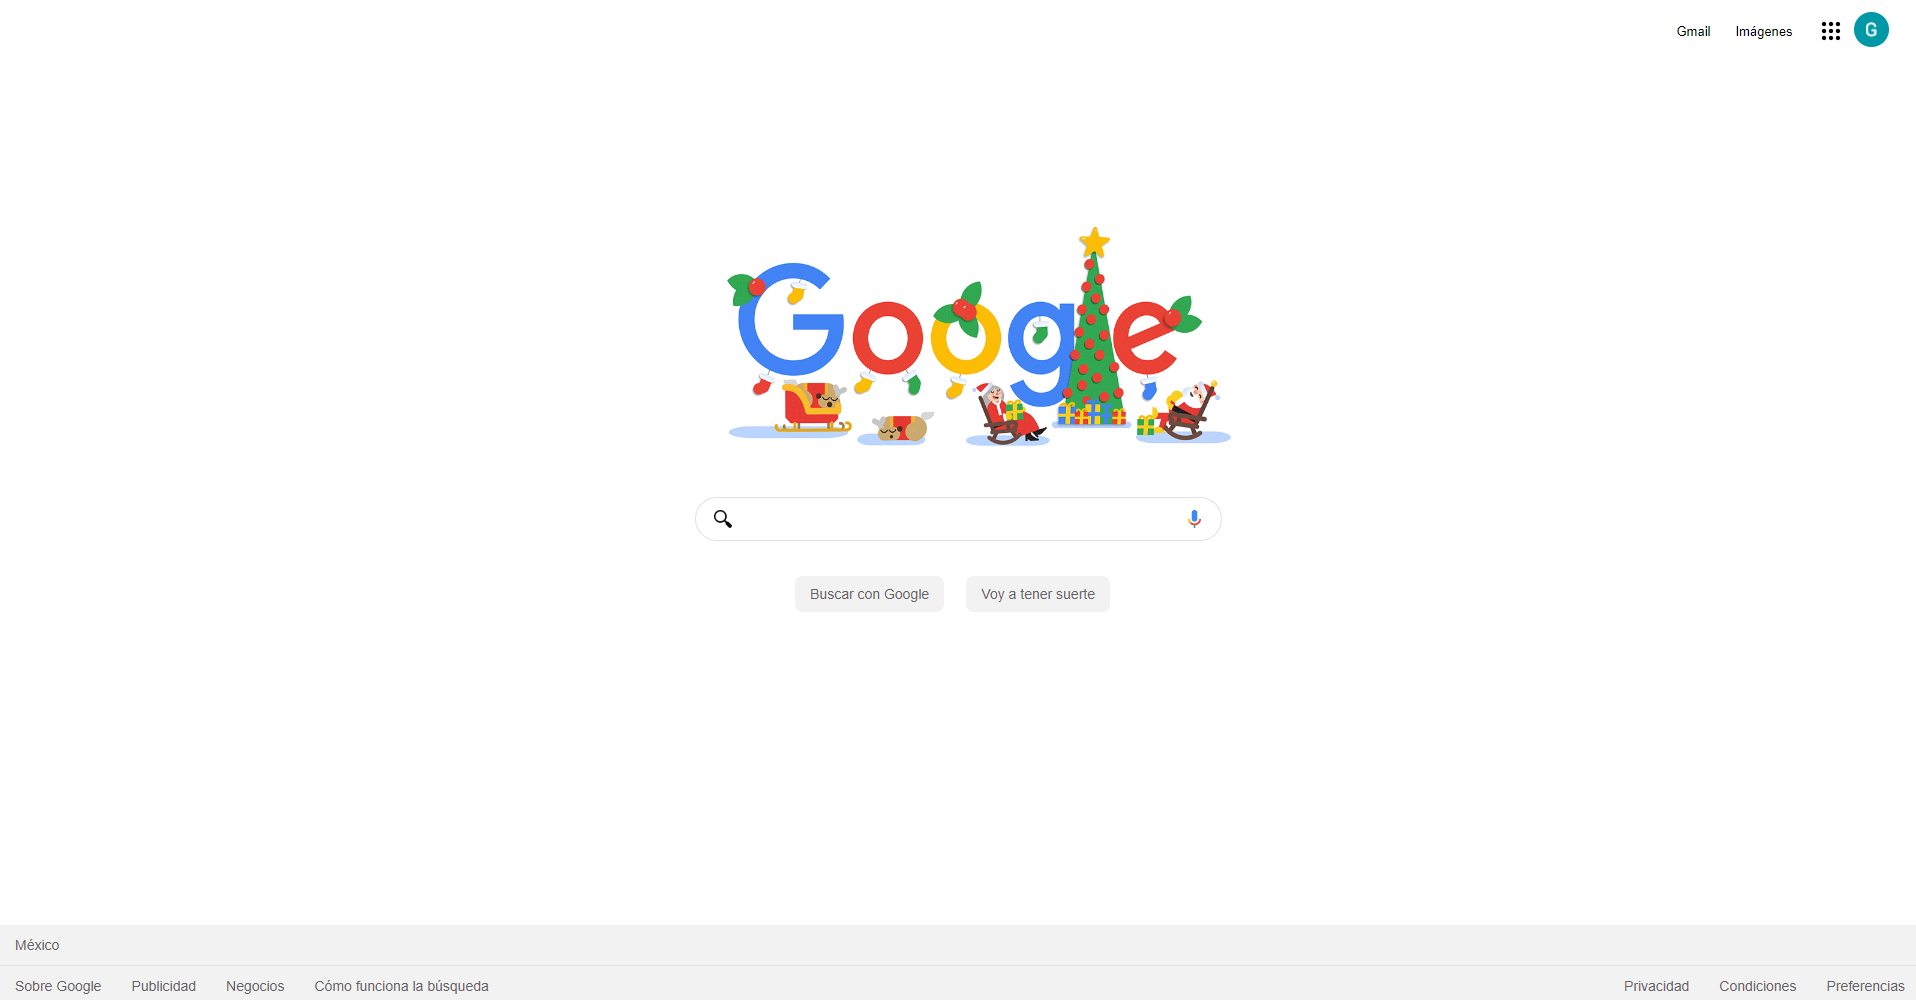 Gmail Imágenes G
Google
Buscar con Google Voy a tener suerte
México
Sobre Google Publicidad Negocios Cómo funciona la búsqueda Privacidad Condiciones Preferencias